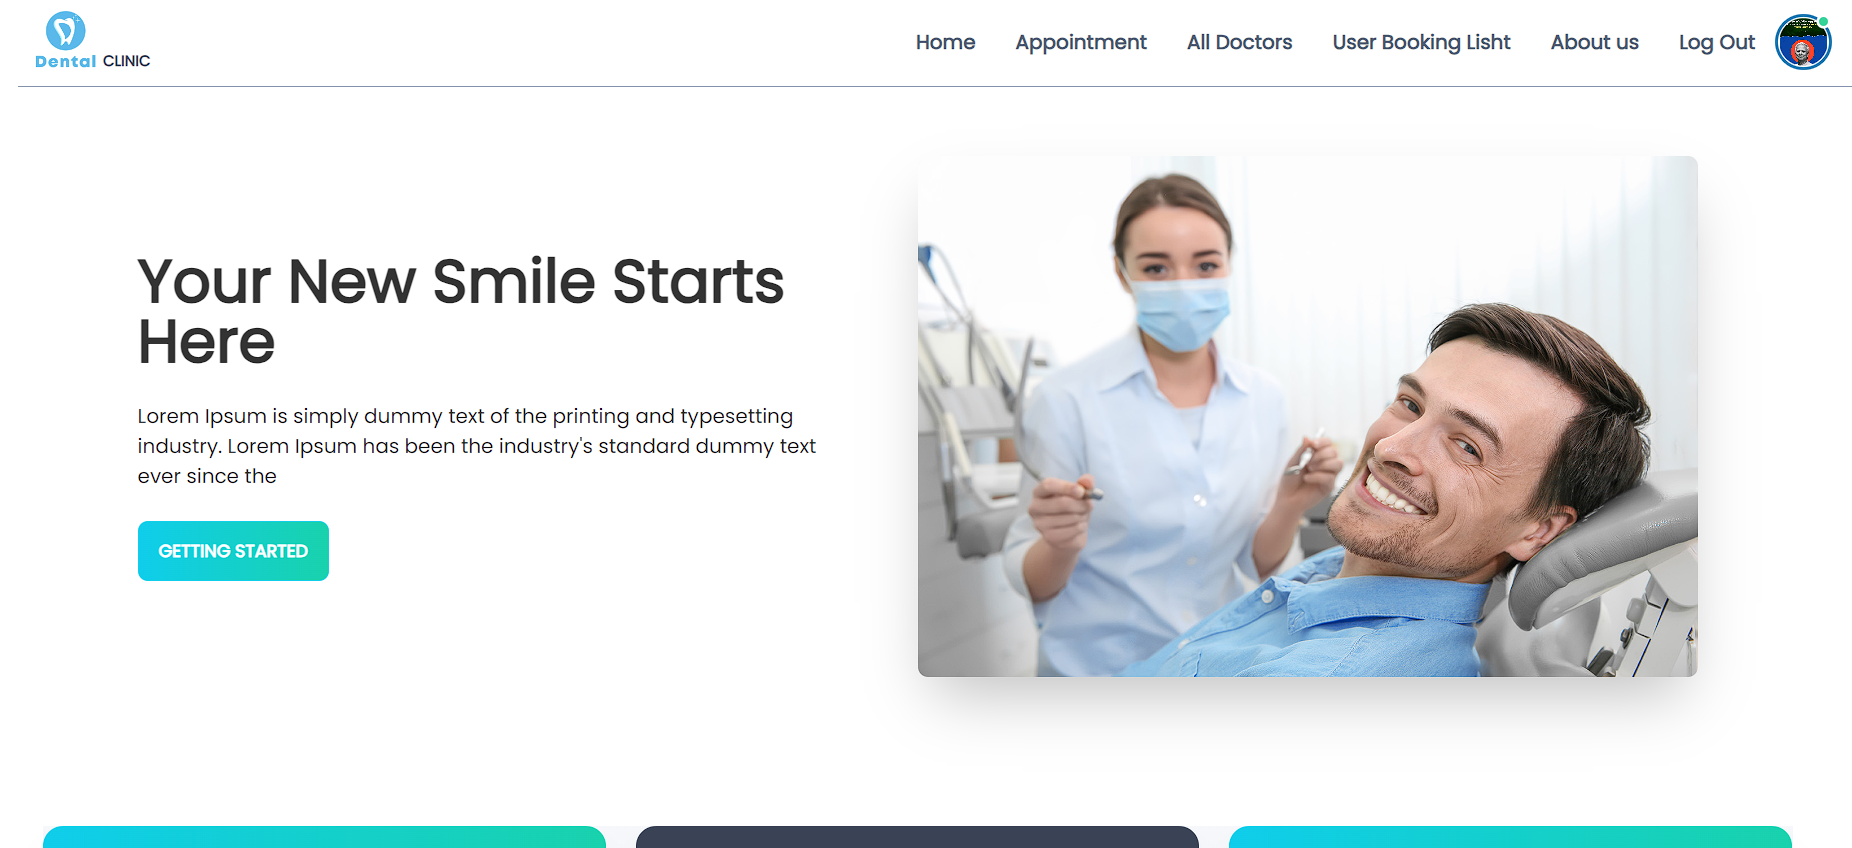 Dental CLINIC
Home
Appointment
All Doctors
User Booking Lisht
About us
Log Out
Your New Smile Starts
Here
Lorem Ipsum is simply dummy text of the printing and typesetting
industry. Lorem Ipsum has been the industry's standard dummy text
ever since the
GETTING STARTED